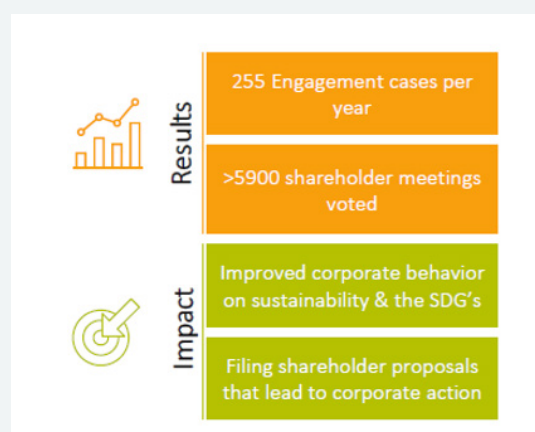 Results
255 Engagement cases per
year
>5900 shareholder meetings
voted
Impact
Improved corporate behavior
on sustainability & the SDG's
Filing shareholder proposals
that lead to corporate action